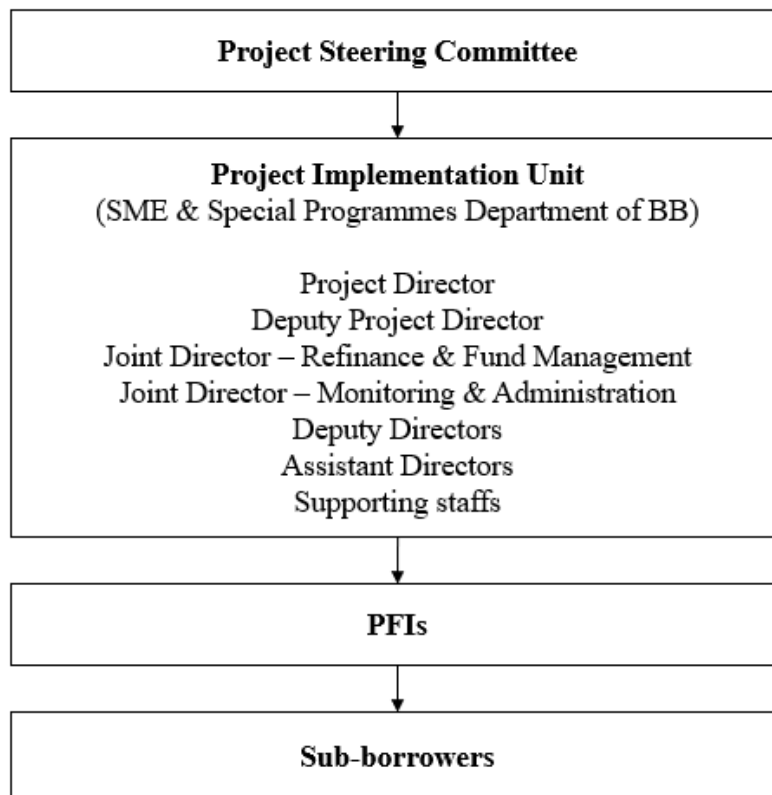 Project Steering Committee
Project Implementation Unit
(SME & Special Programmes Department of BB)
Project Director
Deputy Project Director
Joint Director – Refinance & Fund Management
Joint Director – Monitoring & Administration
Deputy Directors
Assistant Directors
Supporting staffs
PFIs
Sub-borrowers